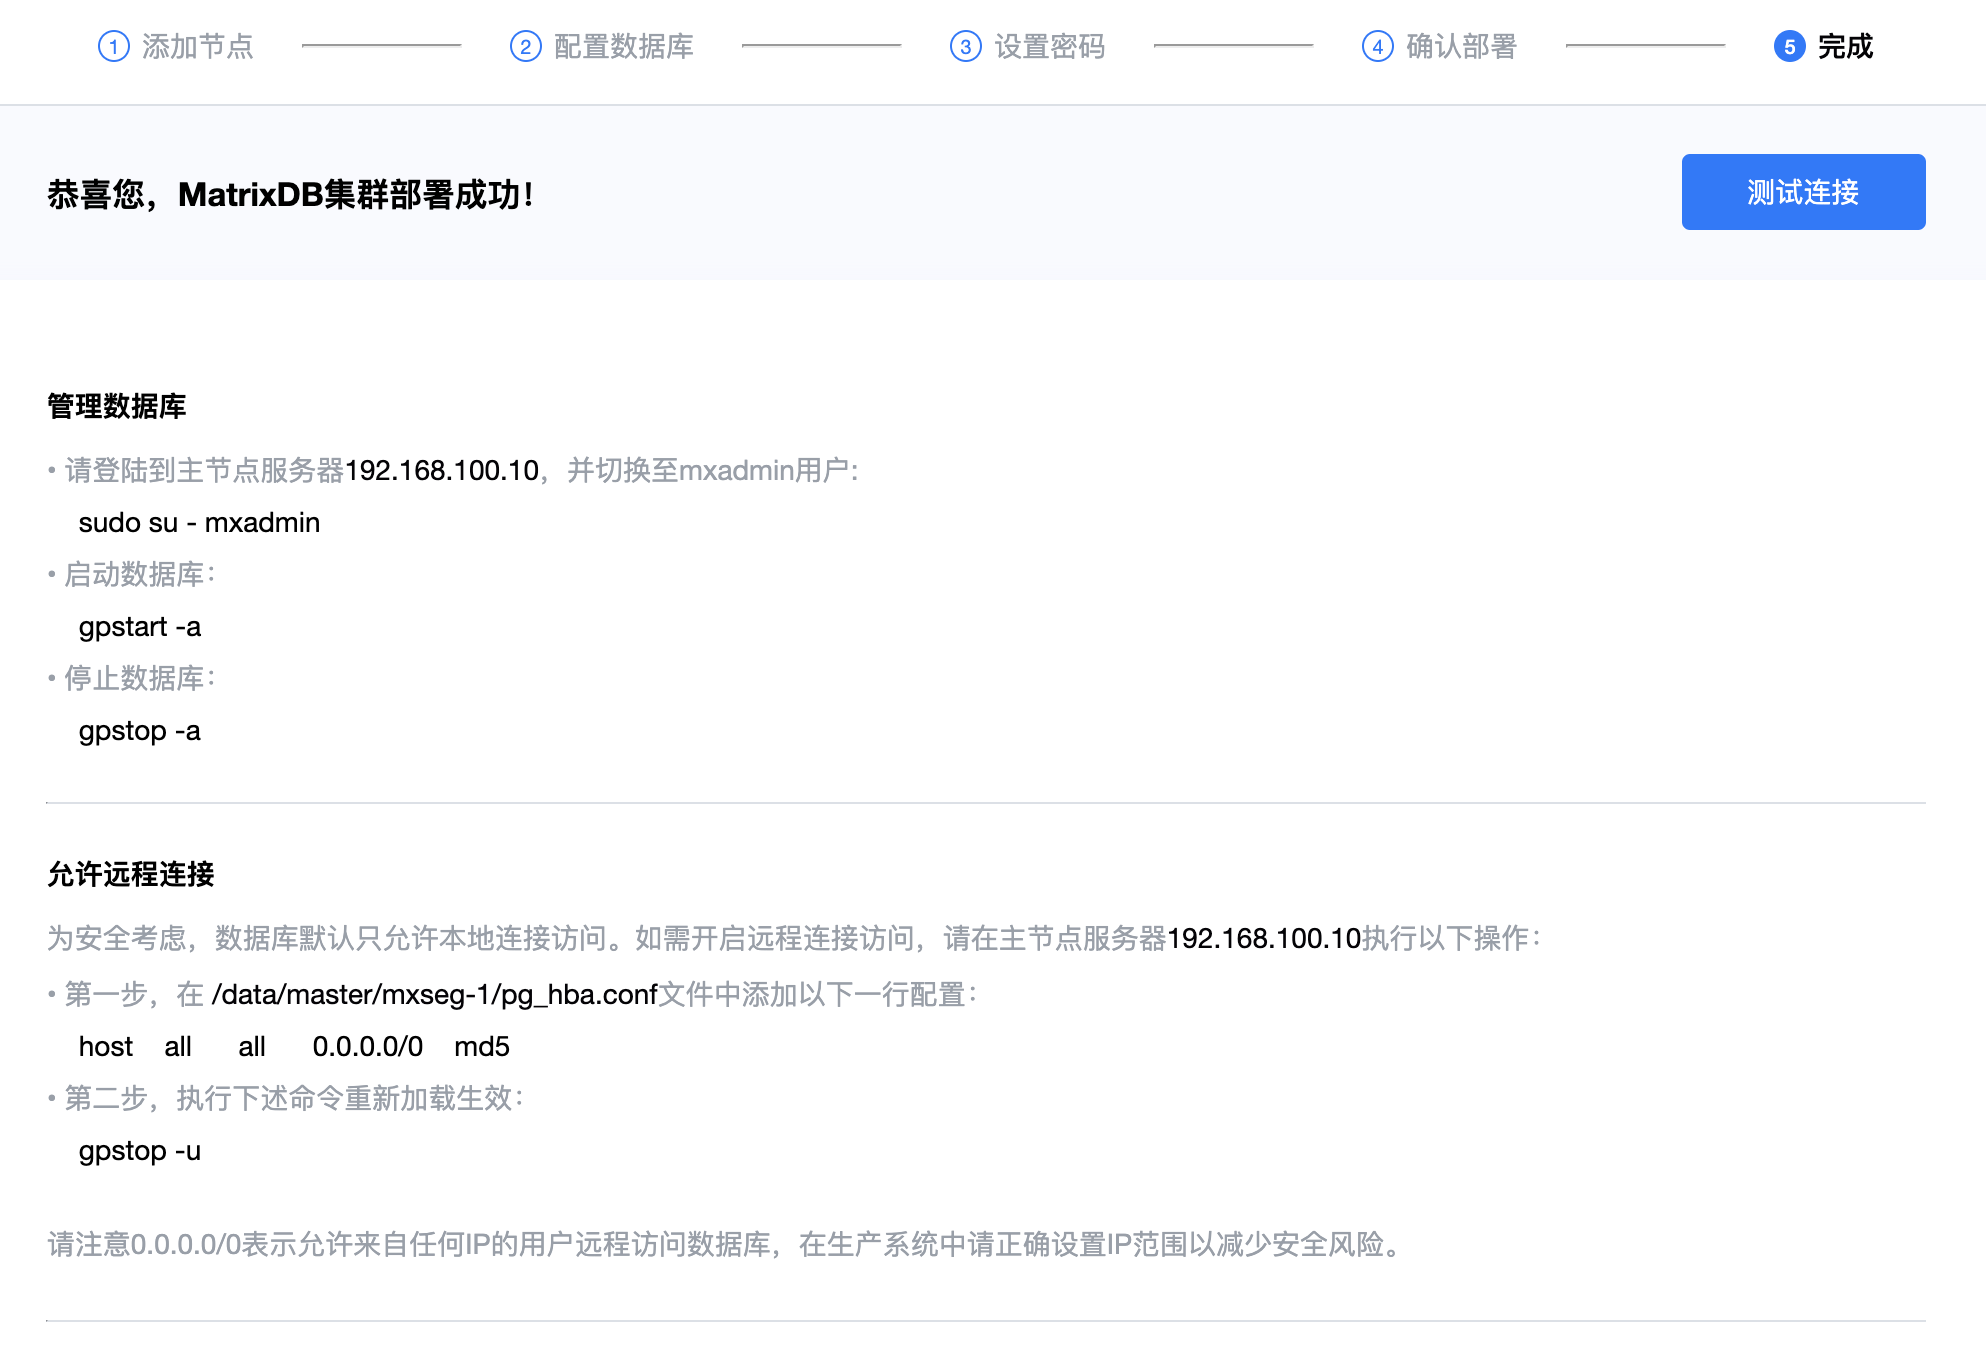 1 添加节点 2 配置数据库 3 设置密码 4 确认部署 5 完成
恭喜您，MatrixDB集群部署成功！
测试连接
管理数据库
• 请登陆到主节点服务器192.168.100.10，并切换至mxadmin用户:
sudo su - mxadmin
• 启动数据库：
gpstart -a
• 停止数据库：
gpstop -a
允许远程连接
为安全考虑，数据库默认只允许本地连接访问。如需开启远程连接访问，请在主节点服务器192.168.100.10执行以下操作：
• 第一步，在 /data/master/mxseg-1/pg_hba.conf文件中添加以下一行配置：
host all all 0.0.0.0/0 md5
• 第二步，执行下述命令重新加载生效：
gpstop -u
请注意0.0.0.0/0表示允许来自任何IP的用户远程访问数据库，在生产系统中请正确设置IP范围以减少安全风险。